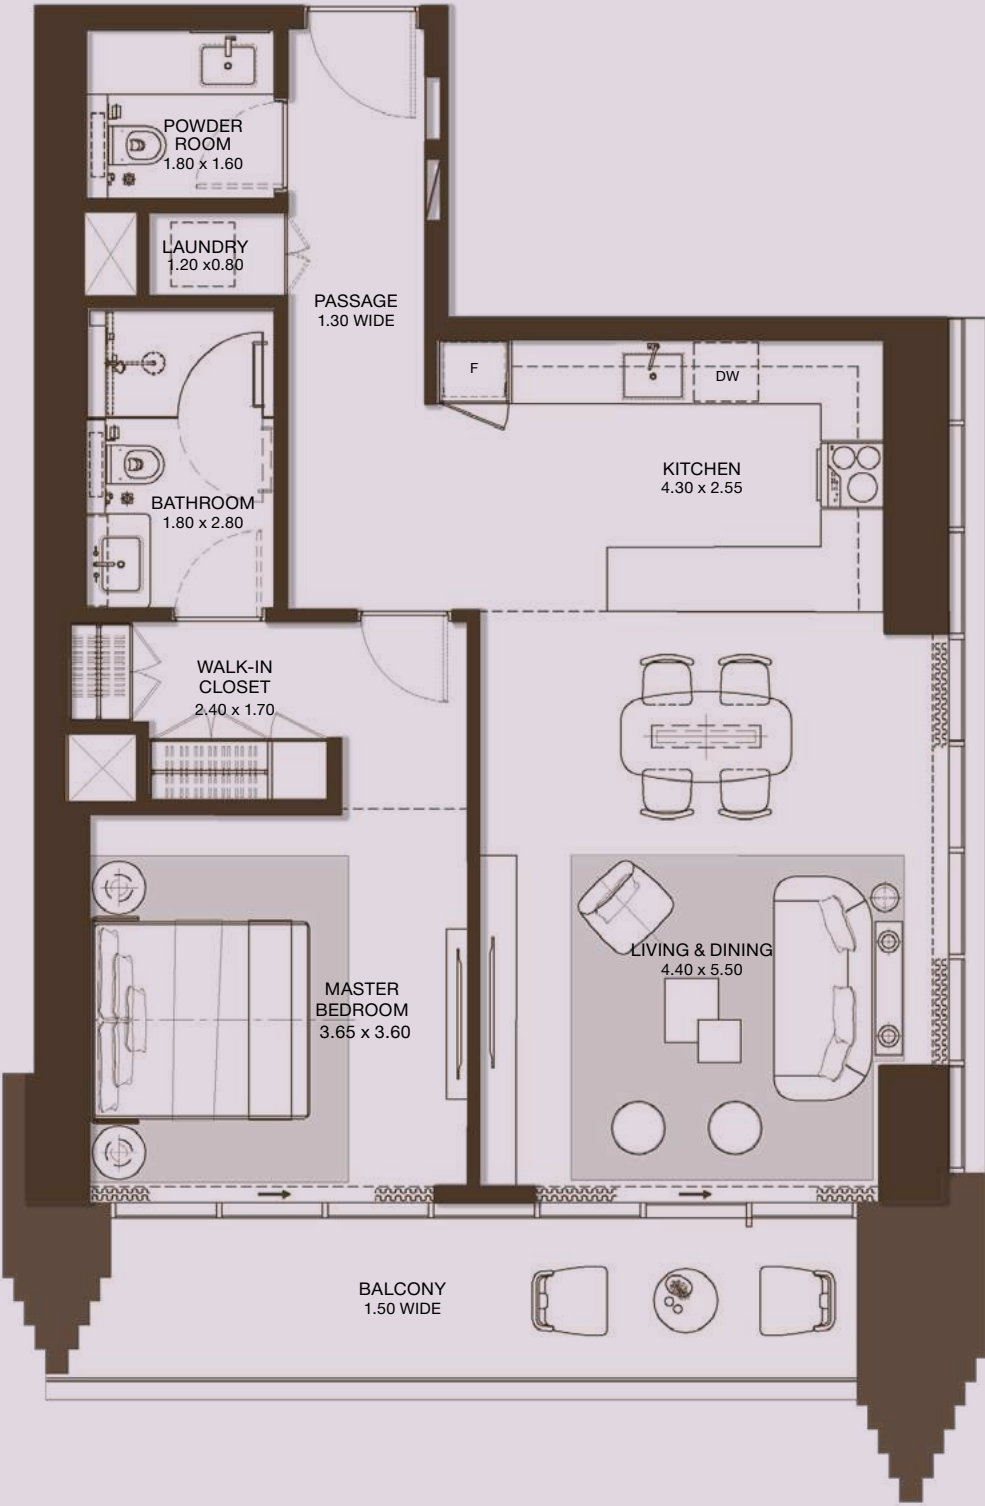 POWDER
ROOM
1.80 x 1.60
LAUNDRY
1.20 x0.80
PASSAGE
1.30 WIDE
F
DW
KITCHEN
4.30 x 2.55
BATHROOM
1.80 x 2.80
WALK-IN
CLOSET
2.40 x 1.70
LIVING & DINING
4.40 x 5.50
MASTER
BEDROOM
3.65 x 3.60
BALCONY
1.50 WIDE